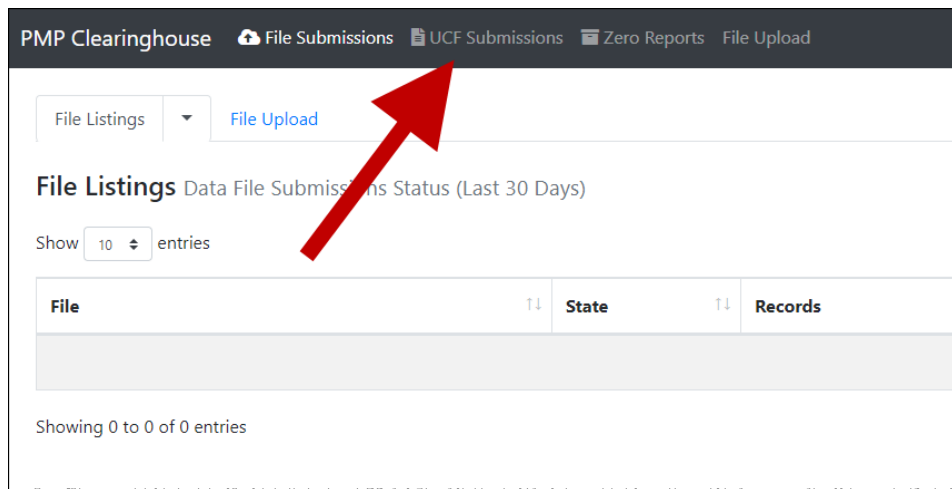 PMP Clearinghouse File Submissions UCF Submissions Zero Reports File Upload
File Listings File Upload
File Listings Data File Submissions Status (Last 30 Days)
Show 10 entries
File State Records
Showing 0 to 0 of 0 entries